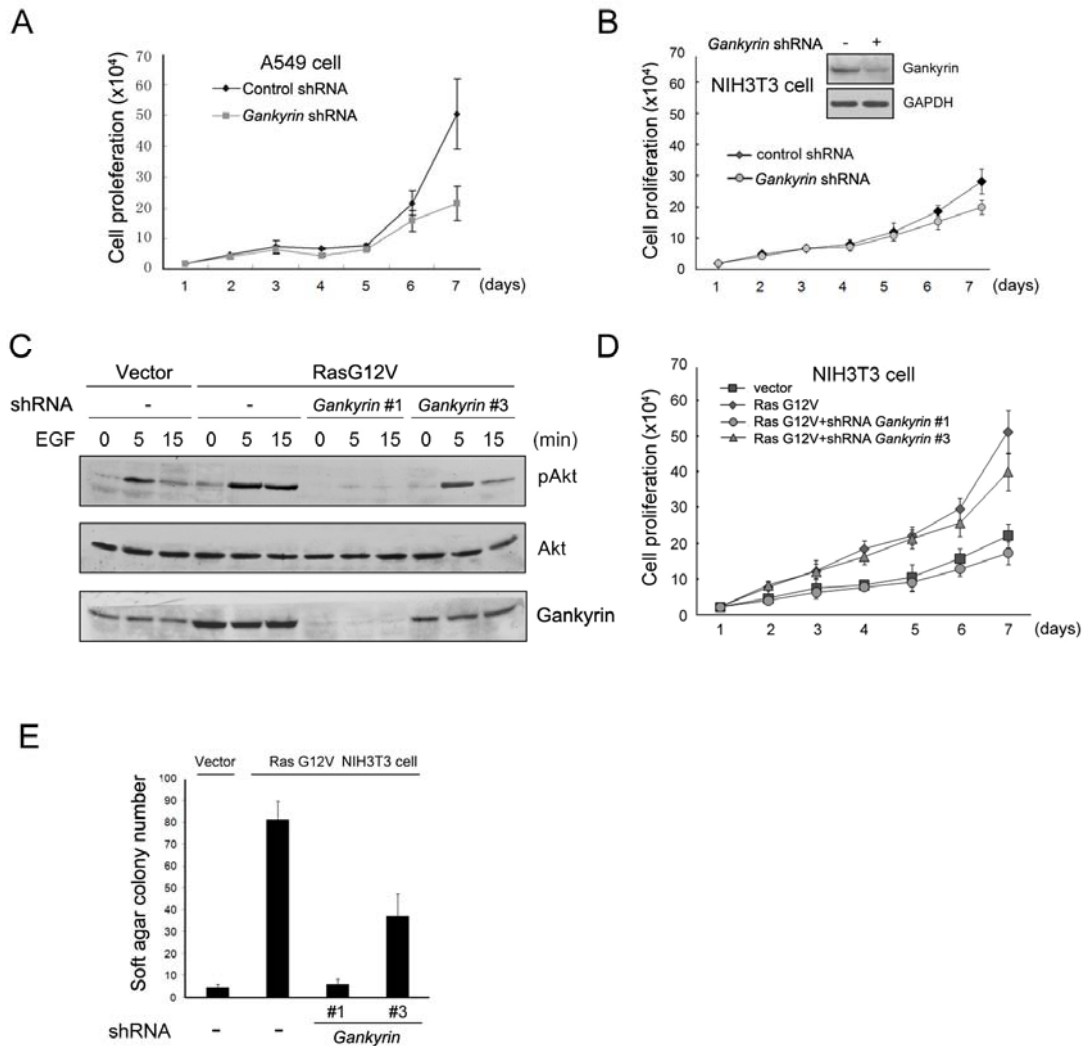 A
A549 cell
Control shRNA
Gankyrin shRNA
Cell proleferation (x10⁴)
70
60
50
40
30
20
10
0
1 2 3 4 5 6 7 (days)
B
Gankyrin shRNA - +
Gankyrin
GAPDH
NIH3T3 cell
control shRNA
Gankyrin shRNA
Cell proliferation (x10⁴)
70
60
50
40
30
20
10
0
1 2 3 4 5 6 7 (days)
C
Vector RasG12V
shRNA - - Gankyrin #1 Gankyrin #3
EGF 0 5 15 0 5 15 0 5 15 0 5 15 (min)
pAkt
Akt
Gankyrin
D
NIH3T3 cell
vector
Ras G12V
Ras G12V+shRNA Gankyrin #1
Ras G12V+shRNA Gankyrin #3
Cell proliferation (x10⁴)
70
60
50
40
30
20
10
0
1 2 3 4 5 6 7 (days)
E
Vector Ras G12V NIH3T3 cell
Soft agar colony number
100
90
80
70
60
50
40
30
20
10
0
#1 #3
shRNA - - Gankyrin